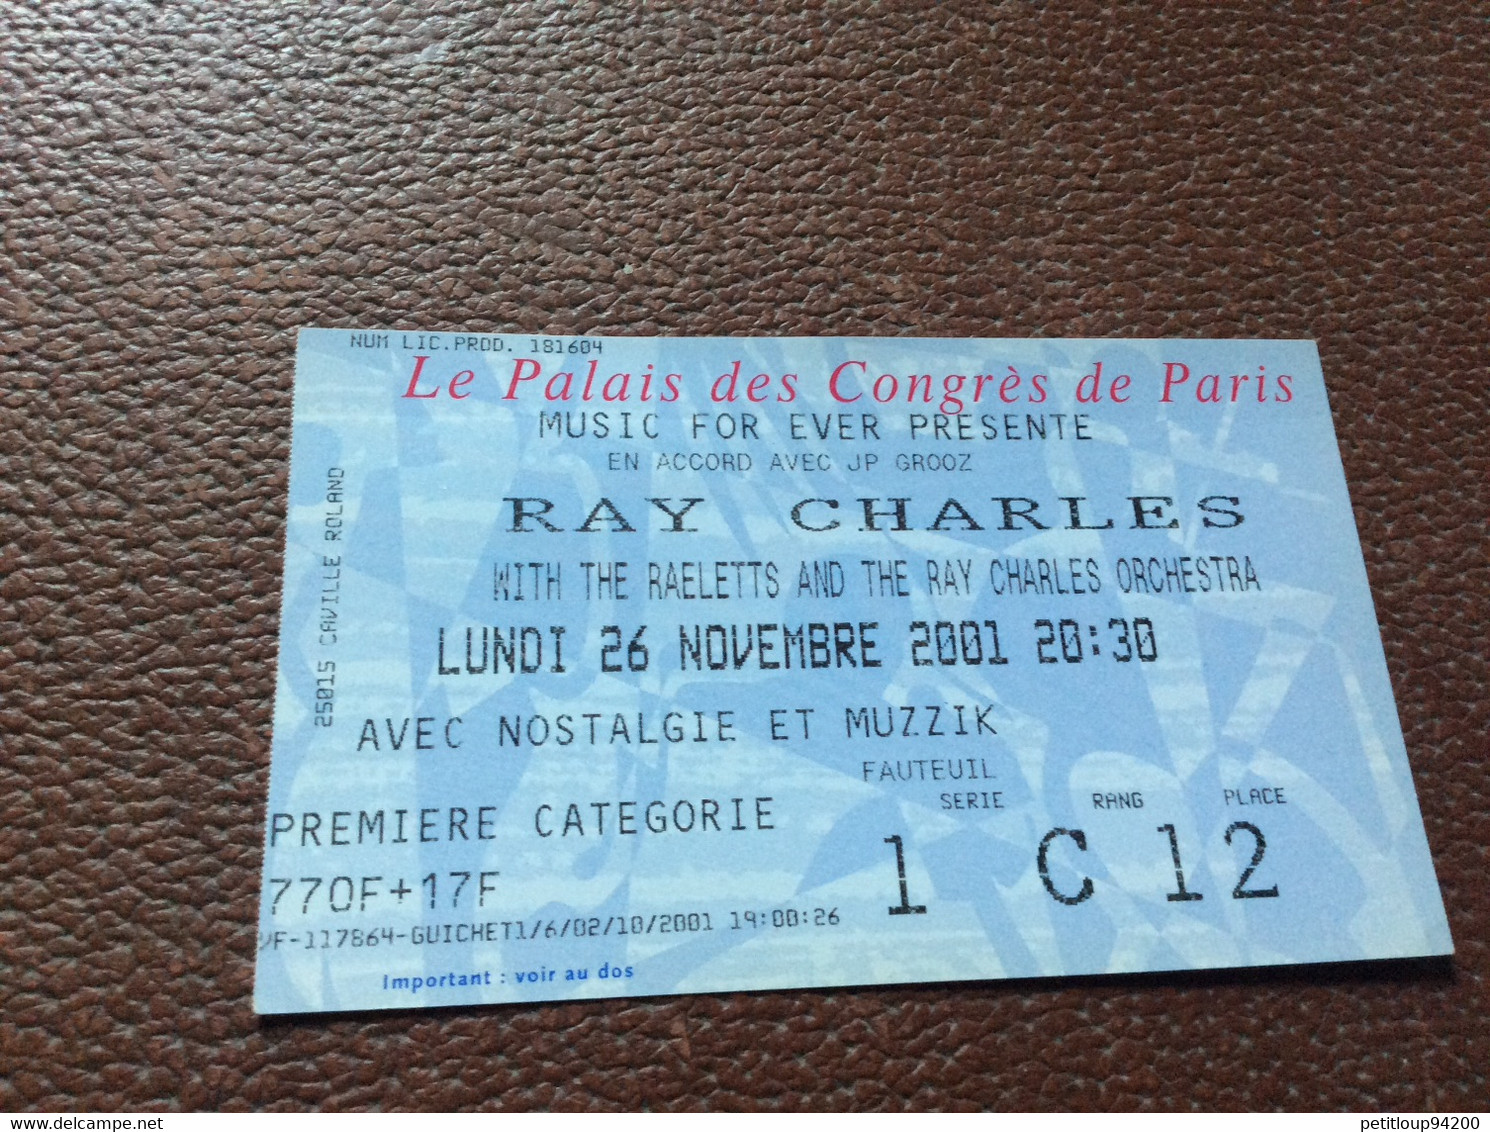 NUM LIC.PROD. 181604
Le Palais des Congrès de Paris
MUSIC FOR EVER PRESENTE
EN ACCORD AVEC JP GROOZ
RAY CHARLES
WITH THE RAELETTS AND THE RAY CHARLES ORCHESTRA
LUNDI 26 NOVEMBRE 2001 20:30
AVEC NOSTALGIE ET MUZZIK
FAUTEUIL
SERIE RANG PLACE
PREMIERE CATEGORIE
1 C 12
770F+17F
VF-117864-GUICHET1/6/02/10/2001 19:00:26
Important : voir au dos
25015 CAVILLE ROLAND
delcampe.net
petitloup94200